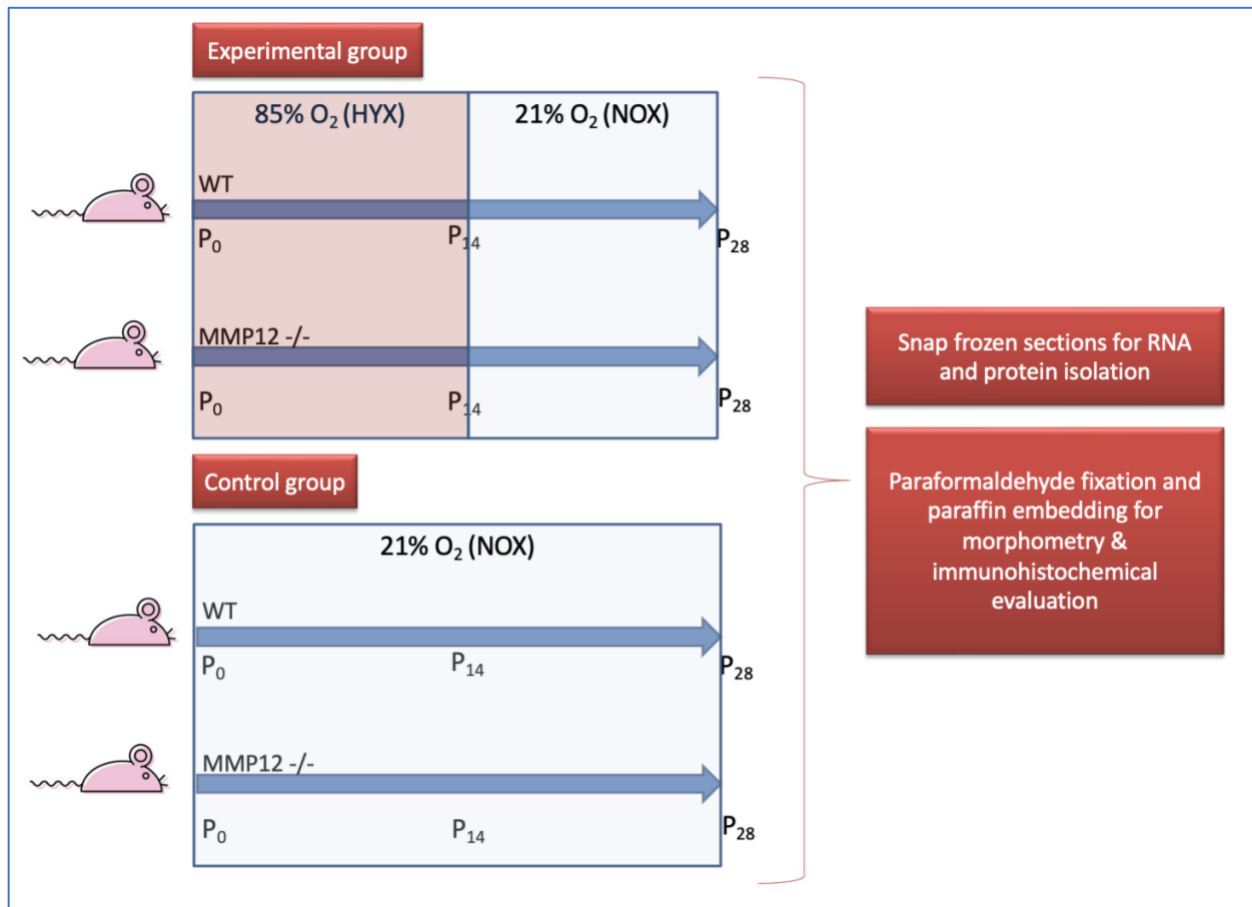 Experimental group
85% O₂ (HYX)
21% O₂ (NOX)
WT
P₀
P₁₄
P₂₈
MMP12 -/-
P₀
P₁₄
P₂₈
Control group
21% O₂ (NOX)
WT
P₀
P₁₄
P₂₈
MMP12 -/-
P₀
P₁₄
P₂₈
Snap frozen sections for RNA
and protein isolation
Paraformaldehyde fixation and
paraffin embedding for
morphometry &
immunohistochemical
evaluation